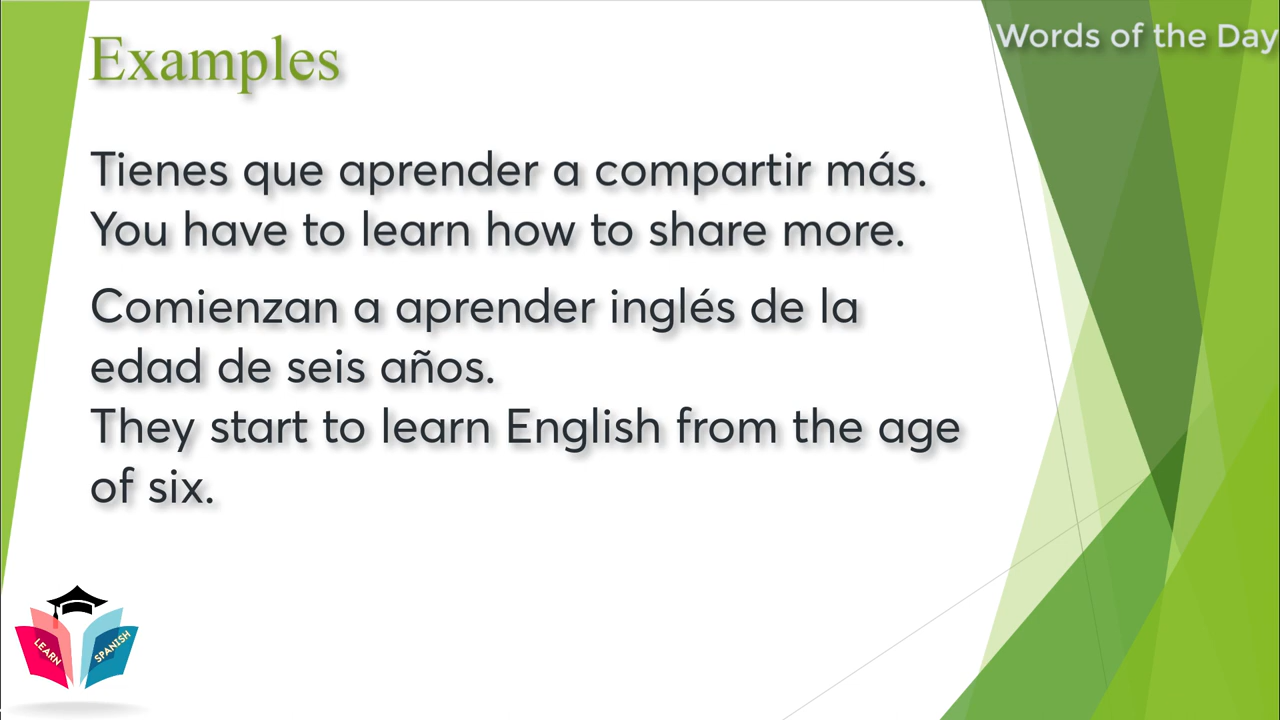 Words of the Day
Examples
Tienes que aprender a compartir más.
You have to learn how to share more.
Comienzan a aprender inglés de la
edad de seis años.
They start to learn English from the age
of six.
LEARN
SPANISH